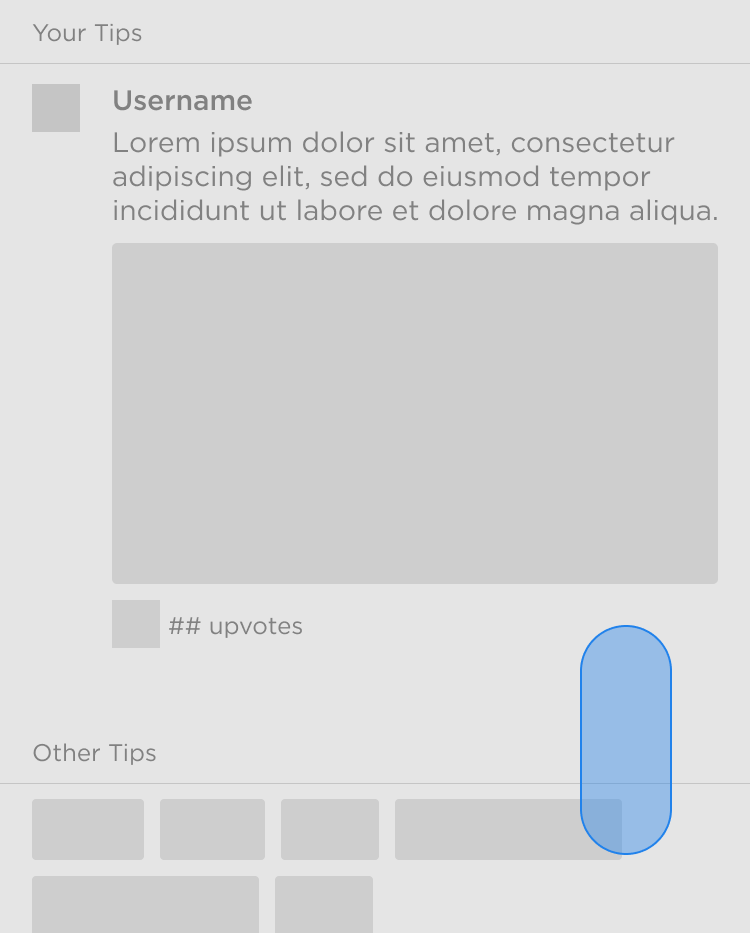 Your Tips
Username
Lorem ipsum dolor sit amet, consectetur
adipiscing elit, sed do eiusmod tempor
incididunt ut labore et dolore magna aliqua.
## upvotes
Other Tips